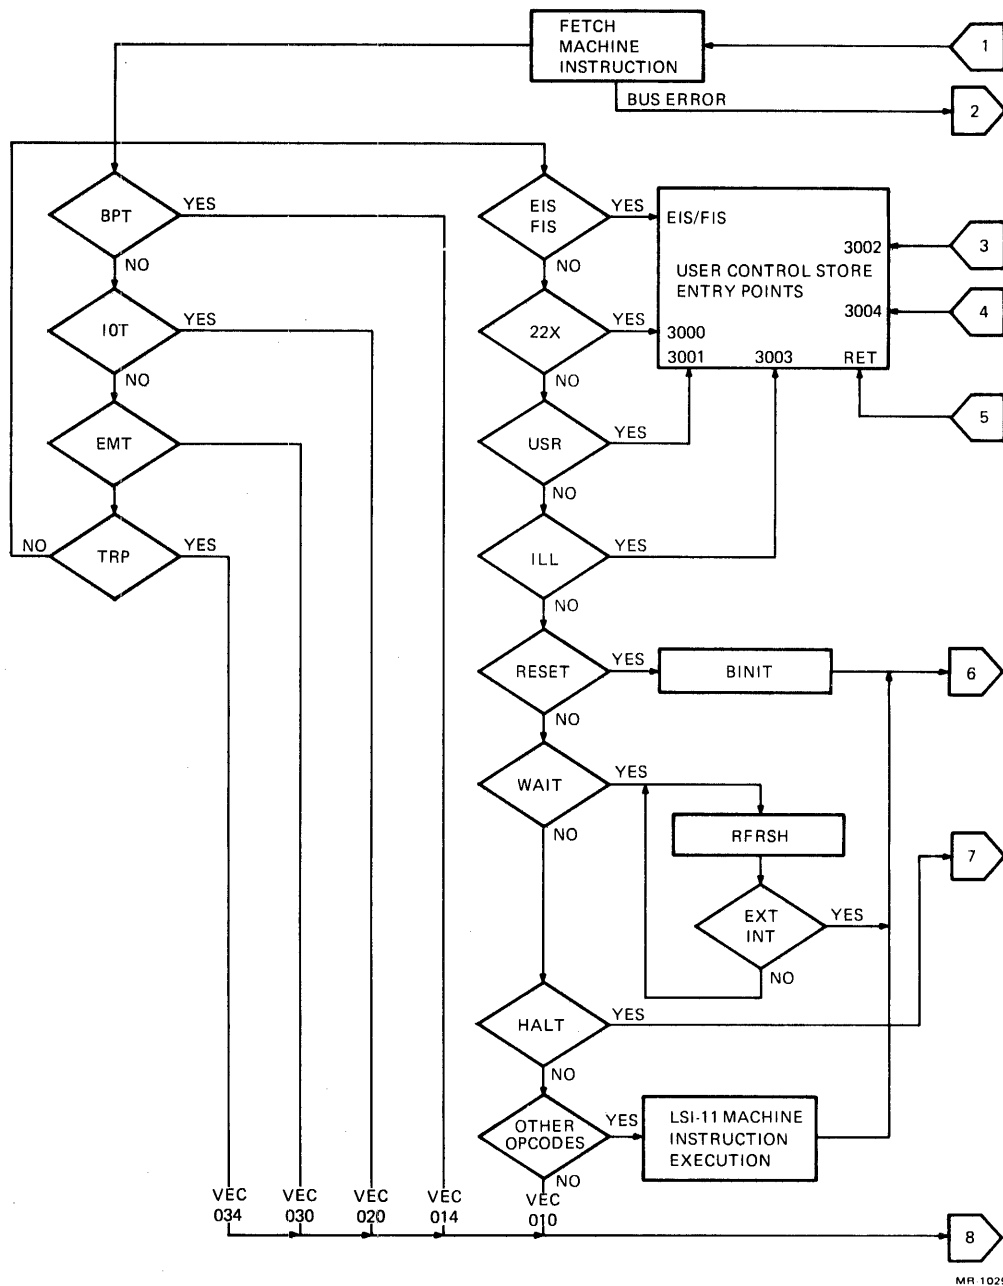 FETCH
MACHINE
INSTRUCTION
1
BUS ERROR
2
BPT
YES
NO
EIS
FIS
YES
NO
EIS/FIS
3002
USER CONTROL STORE
ENTRY POINTS
3004
3000
3001
3003
RET
3
4
5
IOT
YES
NO
22X
YES
NO
EMT
USR
YES
NO
NO
TRP
YES
ILL
YES
NO
RESET
YES
NO
BINIT
6
WAIT
YES
NO
RFRSH
7
EXT
INT
YES
NO
HALT
YES
NO
OTHER
OPCODES
YES
NO
LSI-11 MACHINE
INSTRUCTION
EXECUTION
VEC
034
VEC
030
VEC
020
VEC
014
VEC
010
8